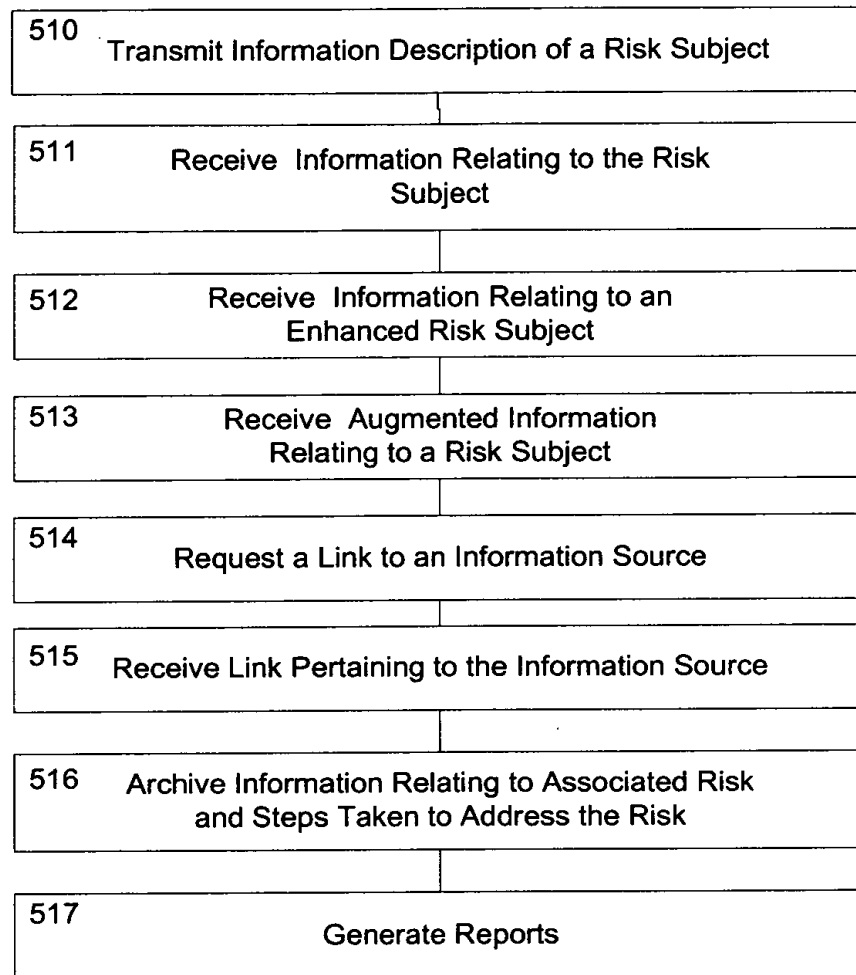 510
Transmit Information Description of a Risk Subject
511
Receive Information Relating to the Risk
Subject
512
Receive Information Relating to an
Enhanced Risk Subject
513
Receive Augmented Information
Relating to a Risk Subject
514
Request a Link to an Information Source
515
Receive Link Pertaining to the Information Source
516
Archive Information Relating to Associated Risk
and Steps Taken to Address the Risk
517
Generate Reports